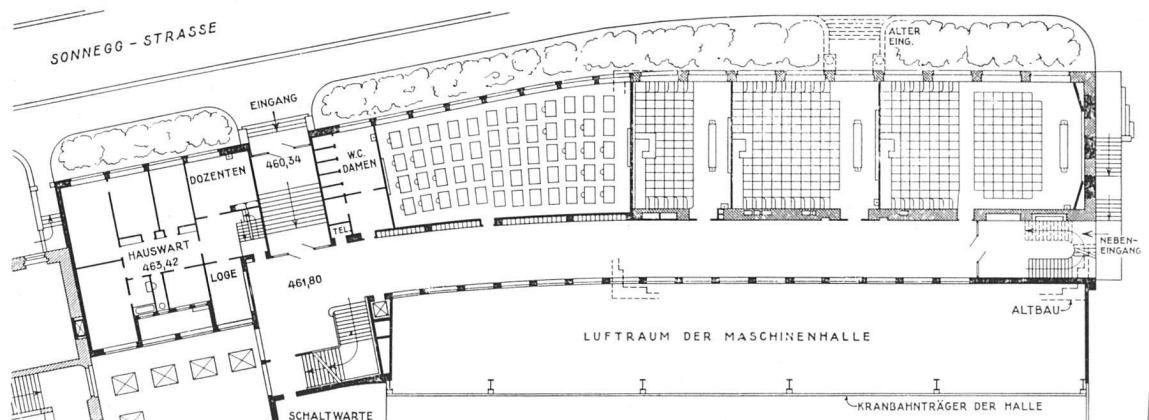 SONNEGG-STRASSE
ALTER
EING.
EINGANG
460,34
W.C.
DAMEN
DOZENTEN
TEL.
HAUSWART
463,42
LOGE
461,80
NEBEN-
EINGANG
ALTBAU
LUFTRAUM DER MASCHINENHALLE
KRANBAHNTRÄGER DER HALLE
SCHALTWARTE